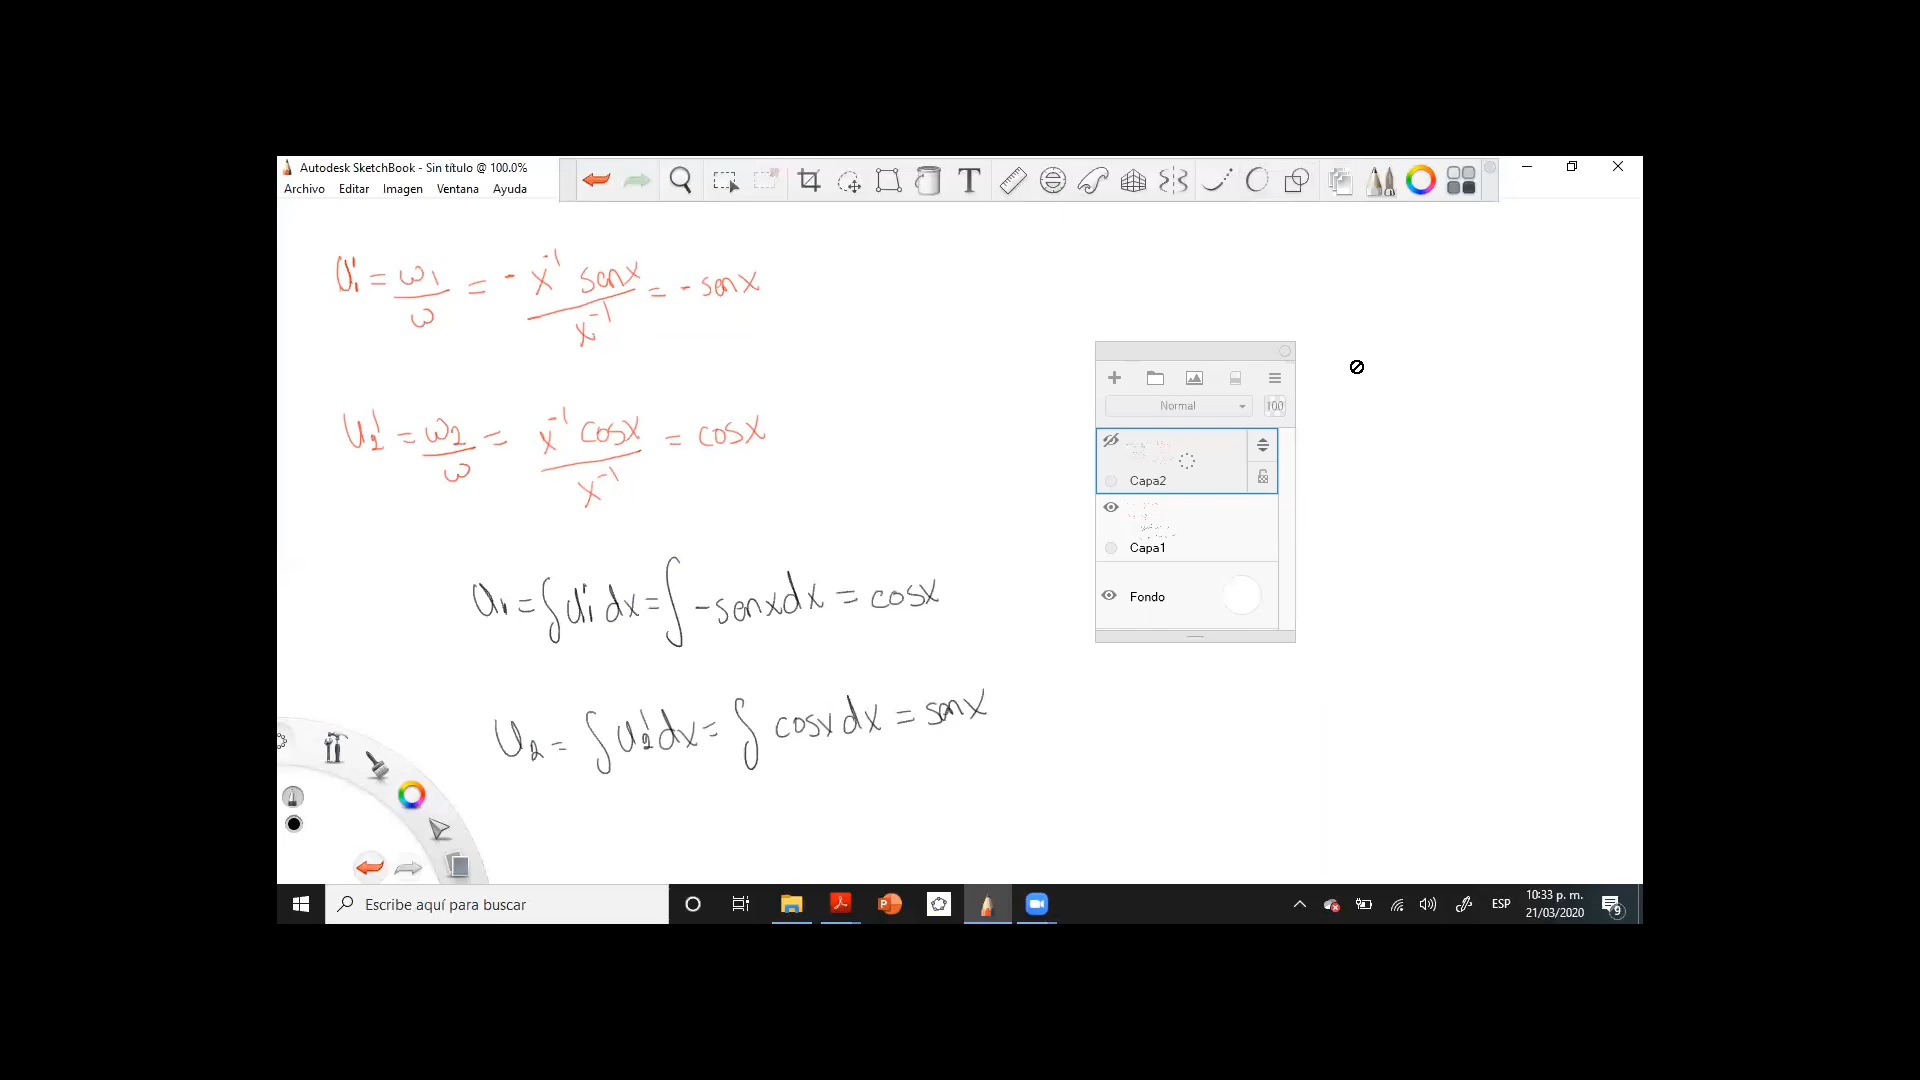 Autodesk SketchBook - Sin título @ 100.0%
Archivo Editar Imagen Ventana Ayuda
T
u₁' = w₁/w = - x⁻¹ senx / x⁻¹ = - senx
u₂' = w₂/w = x⁻¹ cosx / x⁻¹ = cosx
u₁ = ∫ u₁' dx = ∫ -senx dx = cosx
u₂ = ∫ u₂' dx = ∫ cosx dx = senx
Normal 100
Capa2
Capa1
Fondo
Escribe aquí para buscar
ESP
10:33 p. m.
21/03/2020
9